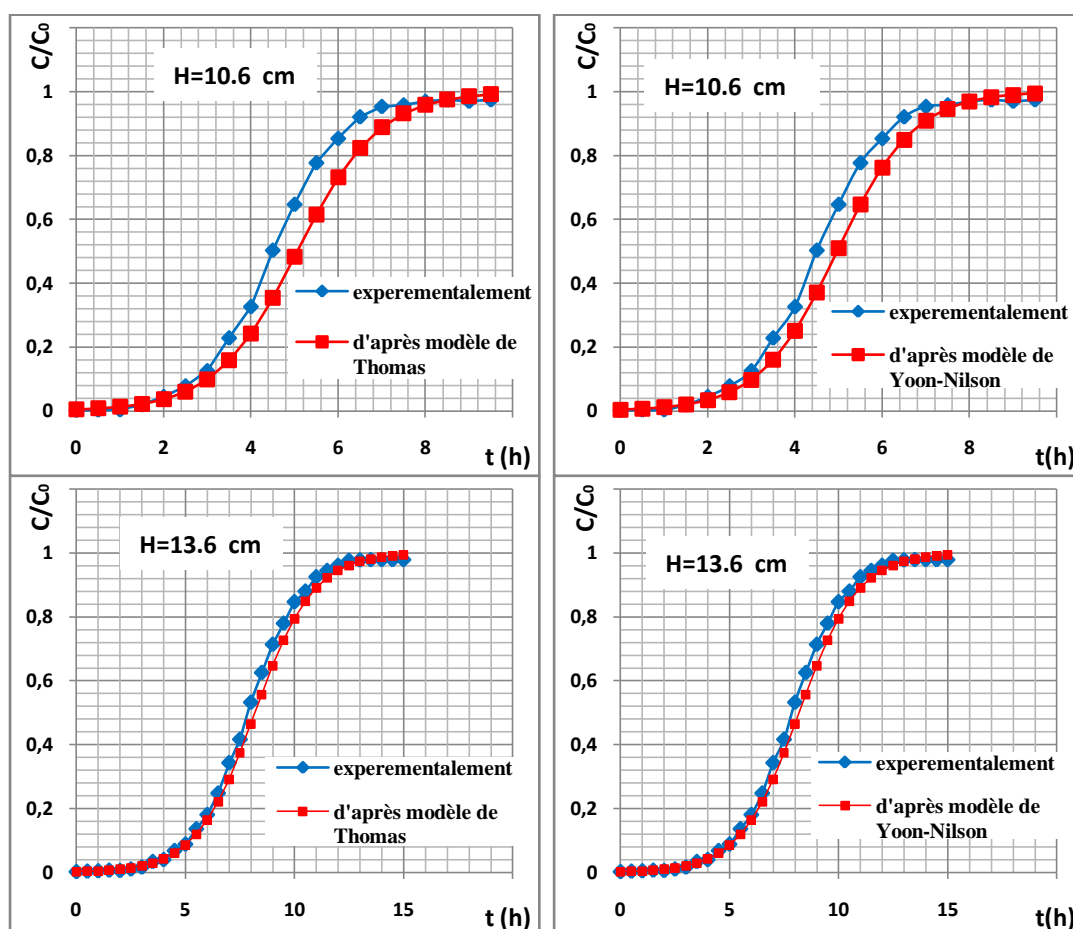 C/C₀
H=10.6 cm
1
0,8
0,6
0,4
0,2
0
experementalement
d'après modèle de
Thomas
0 2 4 6 8
t (h)
C/C₀
H=10.6 cm
1
0,8
0,6
0,4
0,2
0
experementalement
d'après modèle de
Yoon-Nilson
0 2 4 6 8
t(h)
C/C₀
H=13.6 cm
1
0,8
0,6
0,4
0,2
0
experementalement
d'après modèle de
Thomas
0 5 10 15
t (h)
C/C₀
H=13.6 cm
1
0,8
0,6
0,4
0,2
0
experementalement
d'après modèle de
Yoon-Nilson
0 5 10 15
t (h)